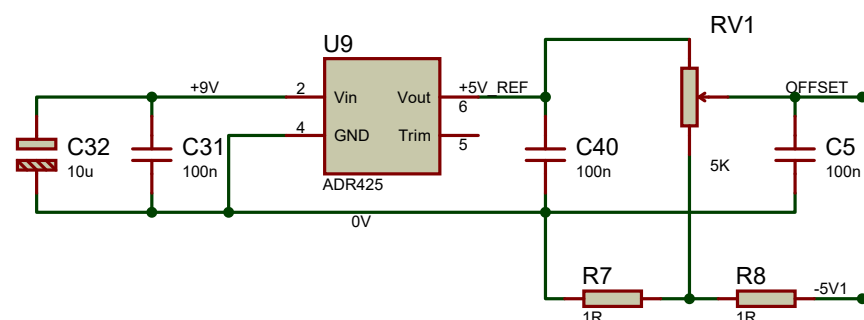 RV1
U9
+9V
2
Vin
Vout
+5V_REF
6
OFFSET
4
GND
Trim
5
C32
10u
C31
100n
C40
100n
5K
C5
100n
ADR425
0V
R7
1R
R8
1R
-5V1